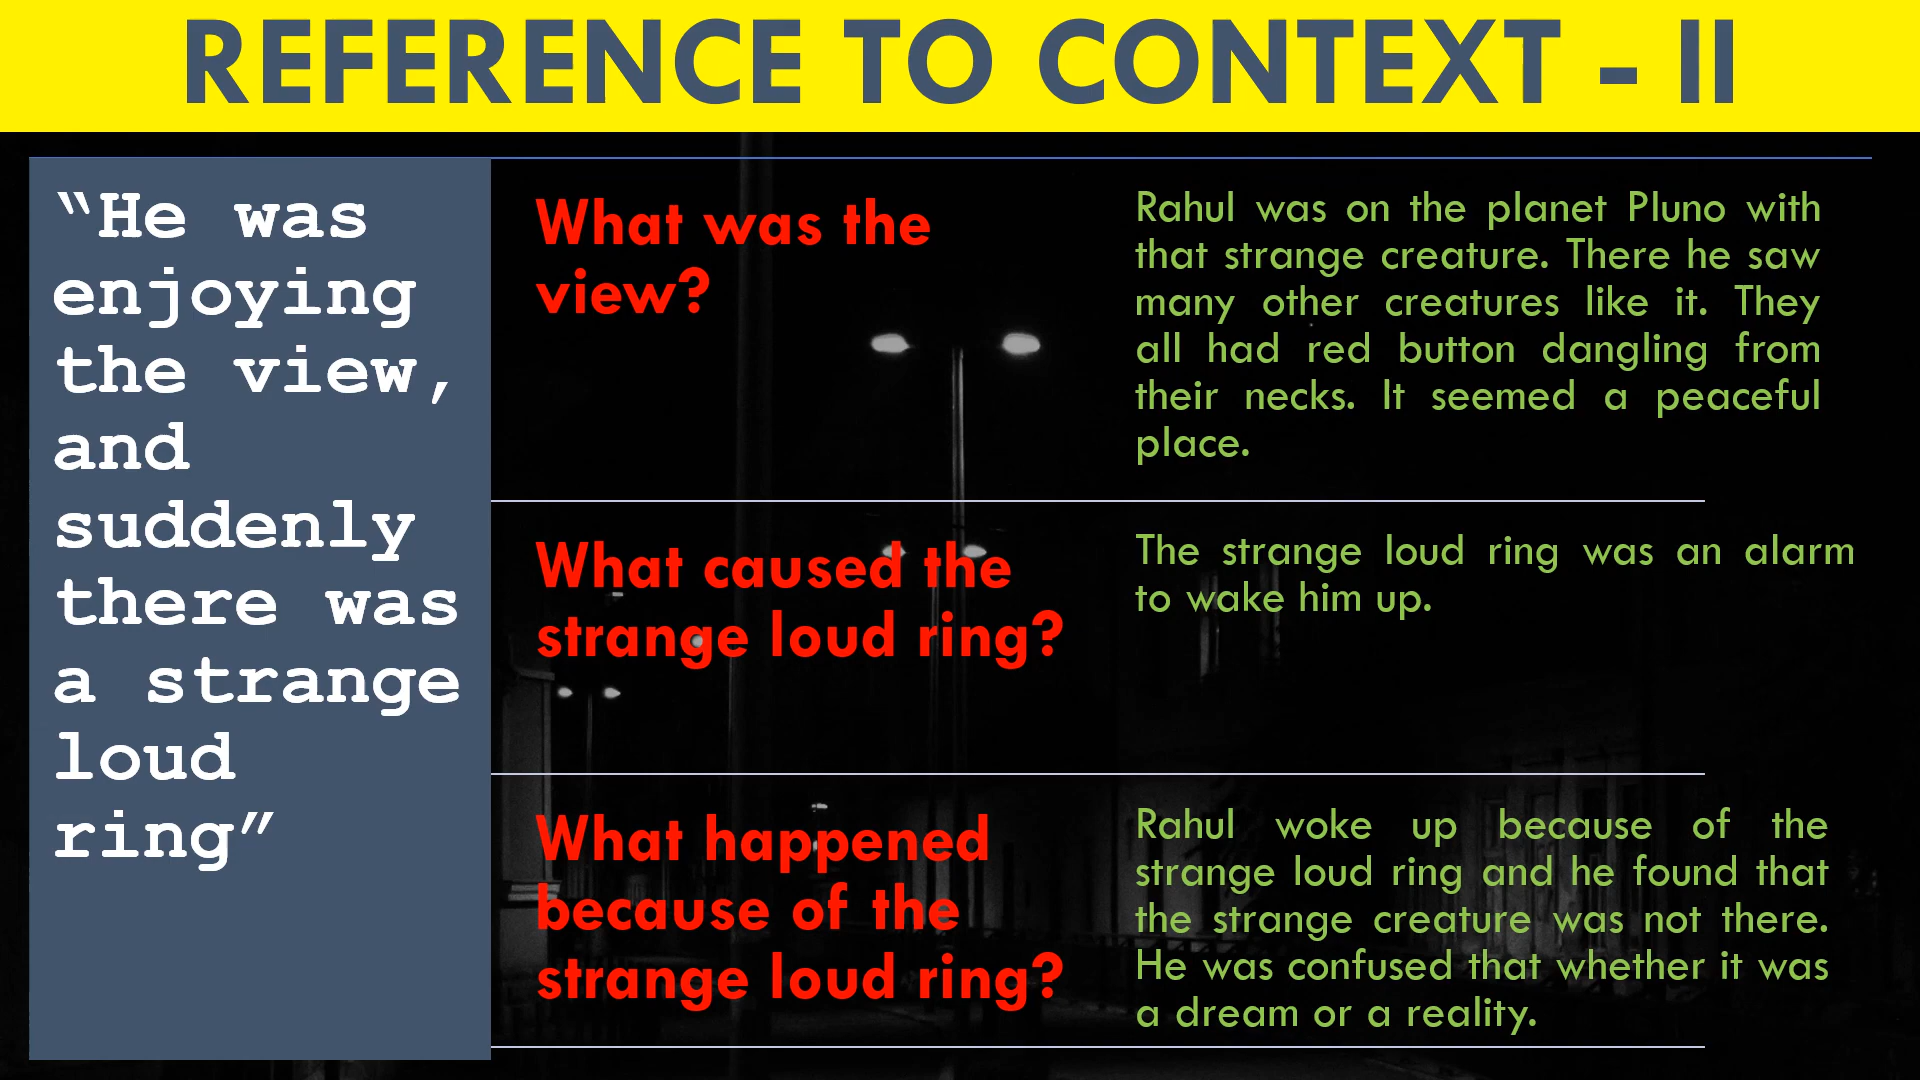 REFERENCE TO CONTEXT - II
“He was
enjoying
the view,
and
suddenly
there was
a strange
loud
ring”
What was the
view?
Rahul was on the planet Pluno with
that strange creature. There he saw
many other creatures like it. They
all had red button dangling from
their necks. It seemed a peaceful
place.
What caused the
strange loud ring?
The strange loud ring was an alarm
to wake him up.
What happened
because of the
strange loud ring?
Rahul woke up because of the
strange loud ring and he found that
the strange creature was not there.
He was confused that whether it was
a dream or a reality.